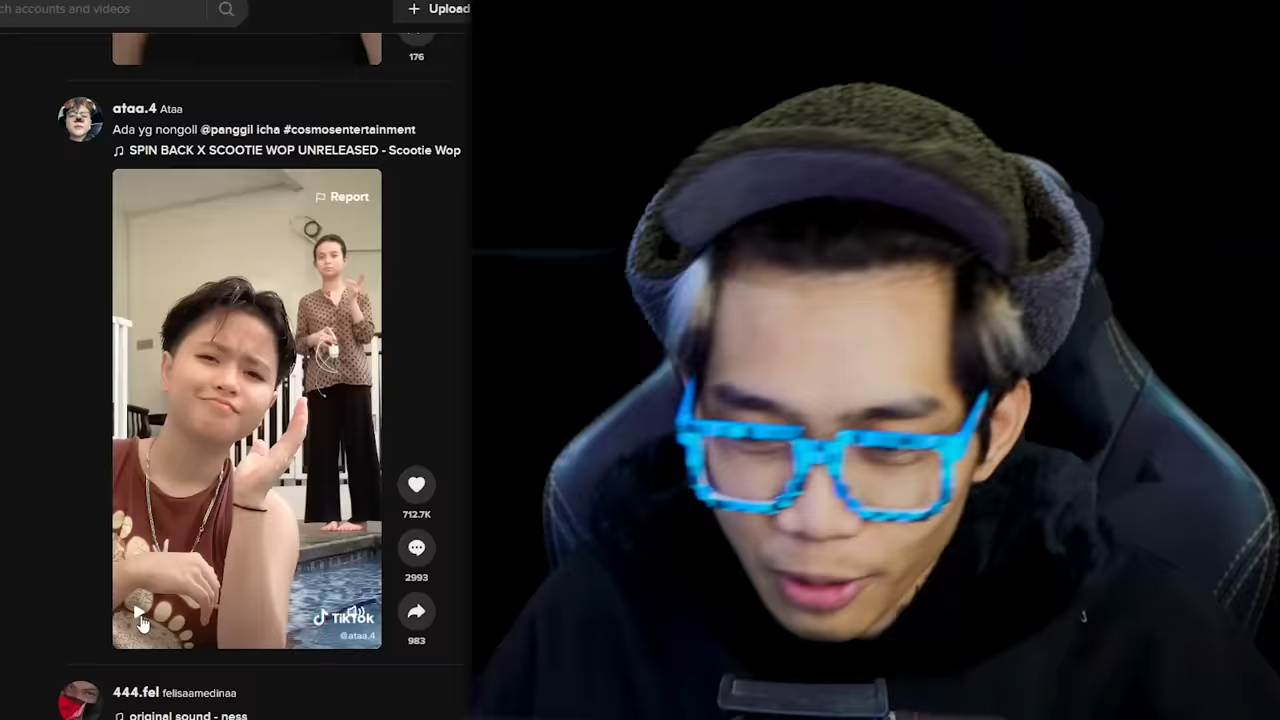 ch accounts and videos
Upload
176
ataa.4 Ataa
Ada yg nongoll @panggil icha #cosmosentertainment
SPIN BACK X SCOOTIE WOP UNRELEASED - Scootie Wop
Report
712.7K
2993
TikTok
@ataa.4
983
444.fel felisaamedinaa
original sound - ness